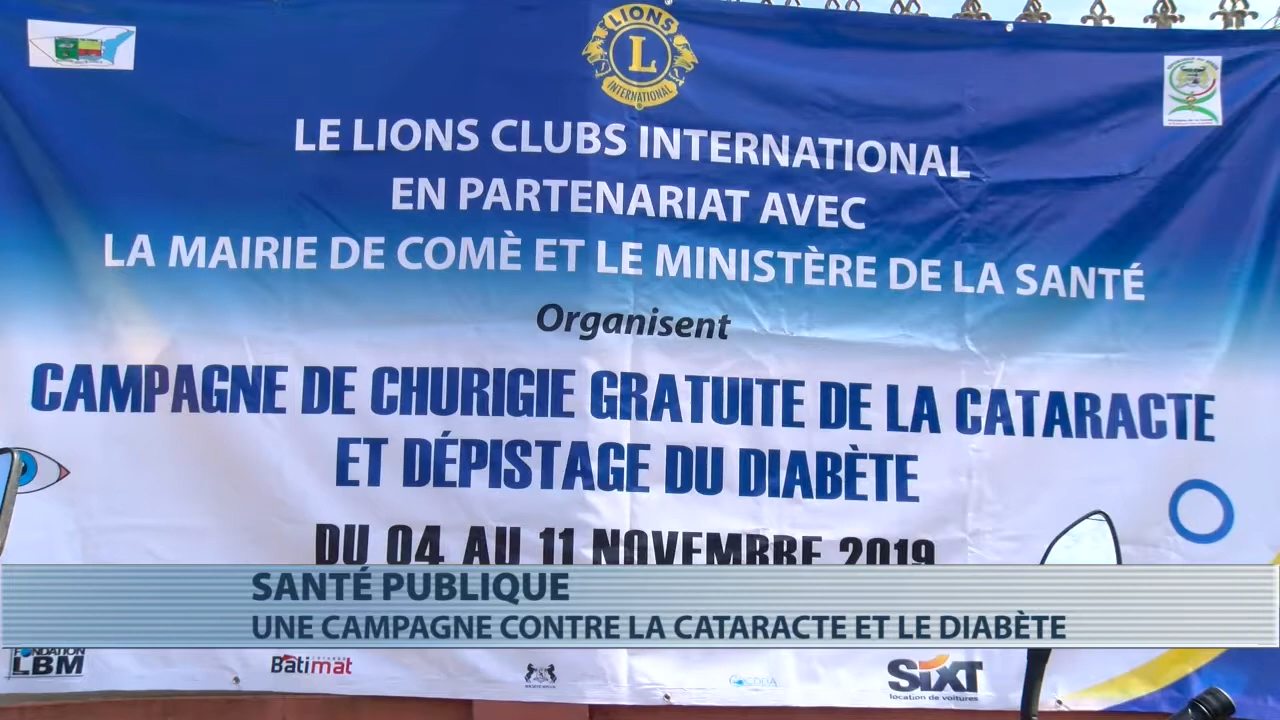 LIONS
L
INTERNATIONAL
LE LIONS CLUBS INTERNATIONAL
EN PARTENARIAT AVEC
LA MAIRIE DE COMÈ ET LE MINISTÈRE DE LA SANTÉ
Organisent
CAMPAGNE DE CHURIGIE GRATUITE DE LA CATARACTE
ET DÉPISTAGE DU DIABÈTE
DU 04 AU 11 NOVEMBRE 2019
SANTÉ PUBLIQUE
UNE CAMPAGNE CONTRE LA CATARACTE ET LE DIABÈTE
FONDATION
LBM
Batimat
SIXT
location de voitures